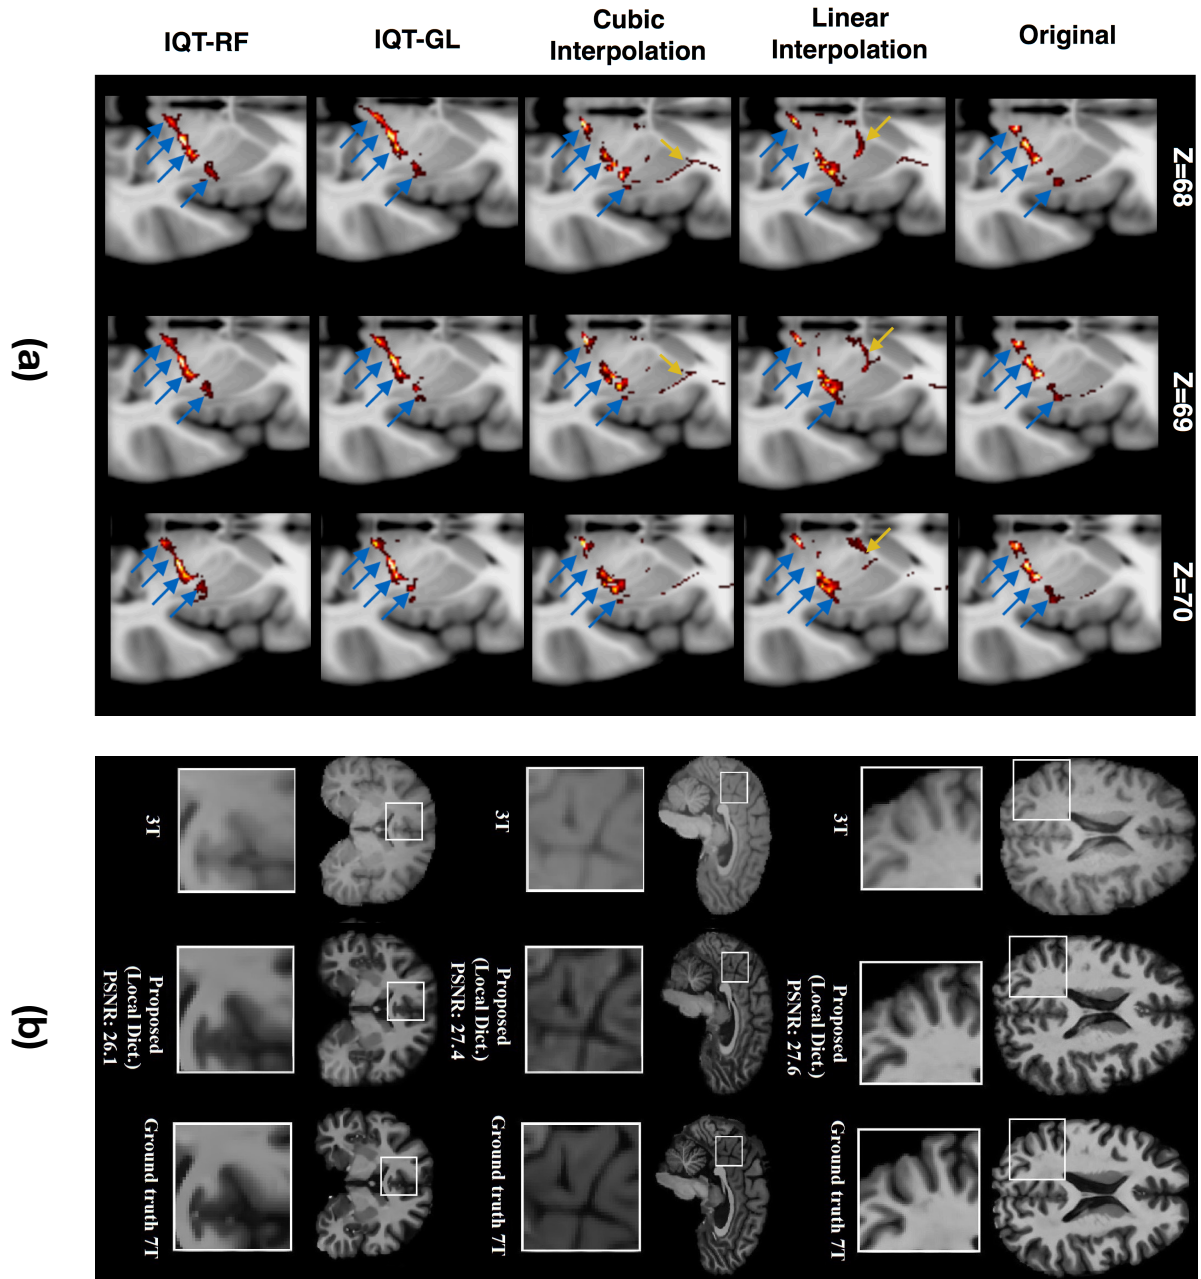 IQT-RF
IQT-GL
Cubic
Interpolation
Linear
Interpolation
Original
Z=68
Z=69
Z=70
(a)
3T
3T
3T
Proposed
(Local Dict.)
PSNR: 26.1
Proposed
(Local Dict.)
PSNR: 27.4
Proposed
(Local Dict.)
PSNR: 27.6
Ground truth 7T
Ground truth 7T
Ground truth 7T
(b)